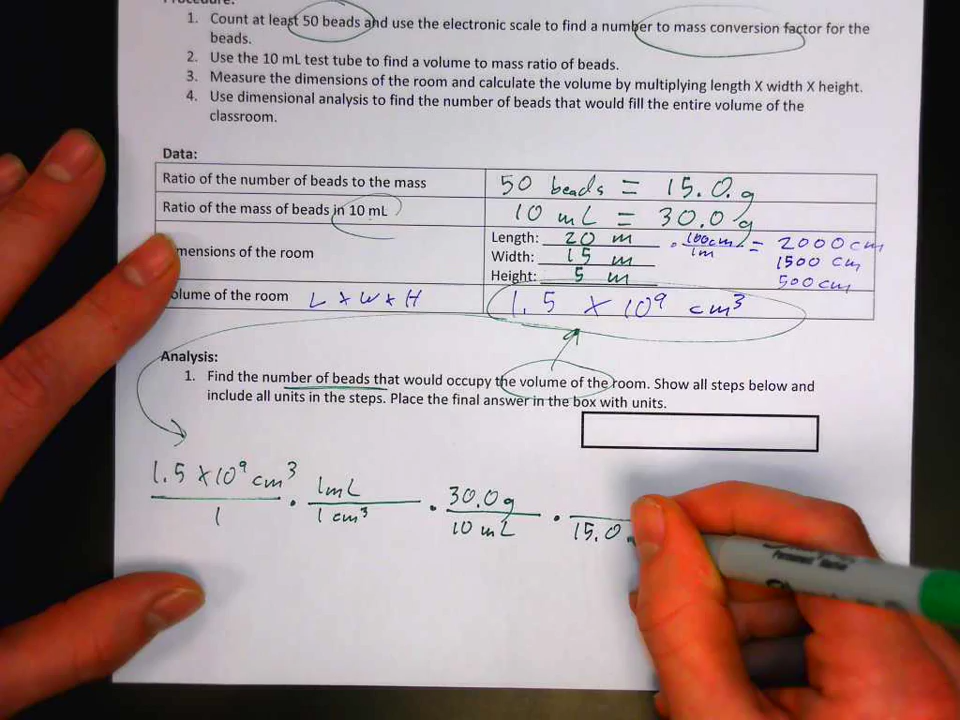 Procedure:
1. Count at least 50 beads and use the electronic scale to find a number to mass conversion factor for the
beads.
2. Use the 10 mL test tube to find a volume to mass ratio of beads.
3. Measure the dimensions of the room and calculate the volume by multiplying length X width X height.
4. Use dimensional analysis to find the number of beads that would fill the entire volume of the
classroom.
Data:
Ratio of the number of beads to the mass 50 beads = 15.0 g
Ratio of the mass of beads in 10 mL 10 mL = 30.0 g
Length: 20 m · 100cm/1m = 2000 cm
mensions of the room Width: 15 m 1500 cm
Height: 5 m 500 cm
olume of the room L x W x H 1.5 X 10⁹ cm³
Analysis:
1. Find the number of beads that would occupy the volume of the room. Show all steps below and
include all units in the steps. Place the final answer in the box with units.
1.5 x 10⁹ cm³ 1mL 30.0g
1 · 1 cm³ · 10 mL · 15.0
Permanent Marker